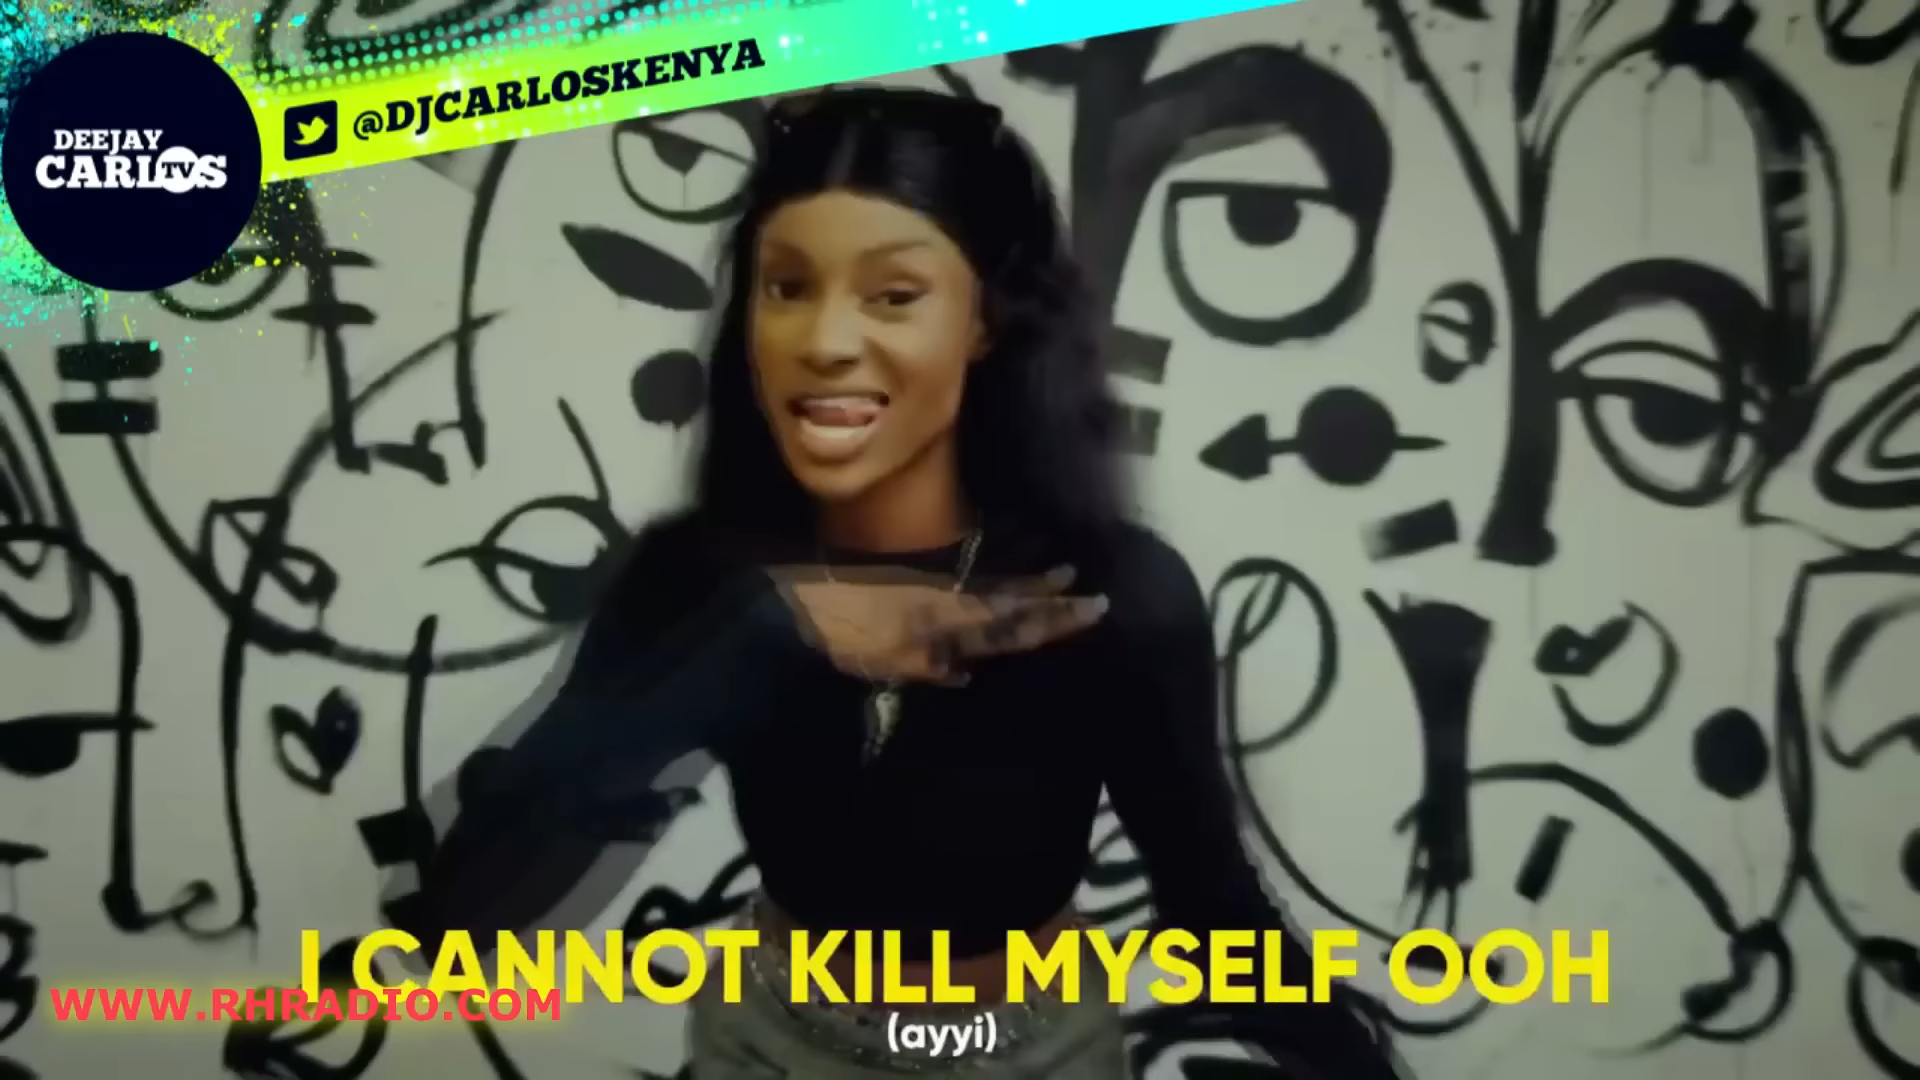 DEEJAY
CARLOS
TV
@DJCARLOSKENYA
I CANNOT KILL MYSELF OOH
WWW.RHRADIO.COM
(ayyi)